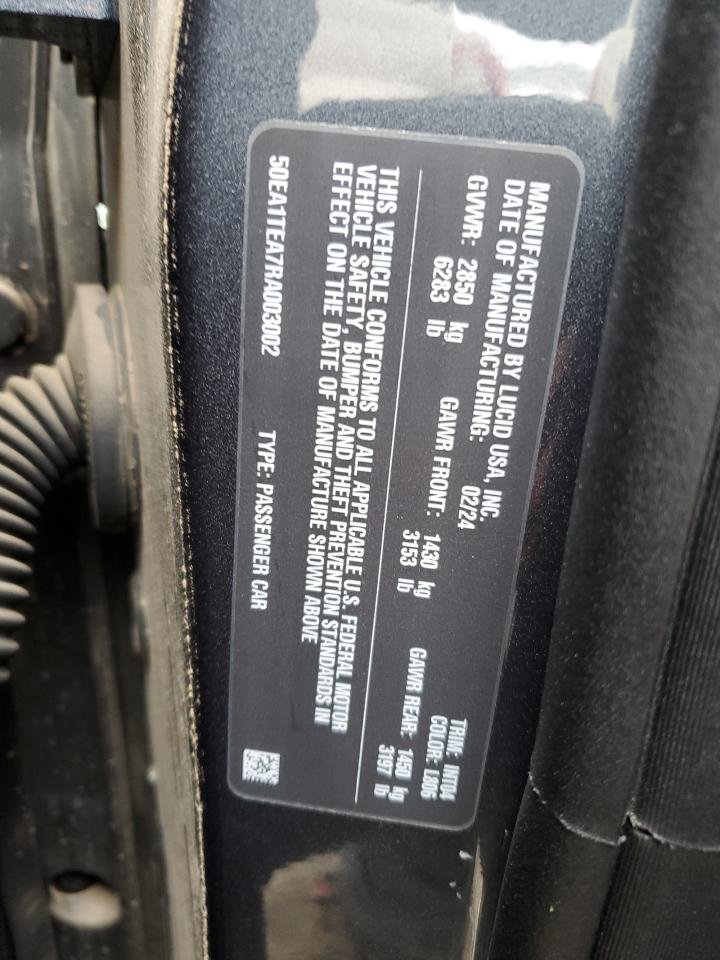 MANUFACTURED BY LUCID USA, INC.
DATE OF MANUFACTURING: 02/24
TRIM: INT04
COLOR: L806
GVWR: 2850 kg GAWR FRONT: 1430 kg GAWR REAR: 1450 kg
6283 lb 3153 lb 3197 lb
THIS VEHICLE CONFORMS TO ALL APPLICABLE U.S. FEDERAL MOTOR
VEHICLE SAFETY, BUMPER AND THEFT PREVENTION STANDARDS IN
EFFECT ON THE DATE OF MANUFACTURE SHOWN ABOVE
50EA1TEA7RA003002 TYPE: PASSENGER CAR